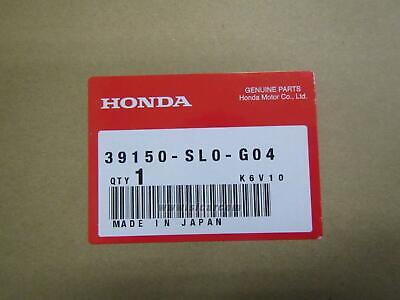 GENUINE PARTS
HONDA
Honda Motor Co., Ltd.
39150-SL0-G04
QTY 1
K6V10
MADE IN JAPAN